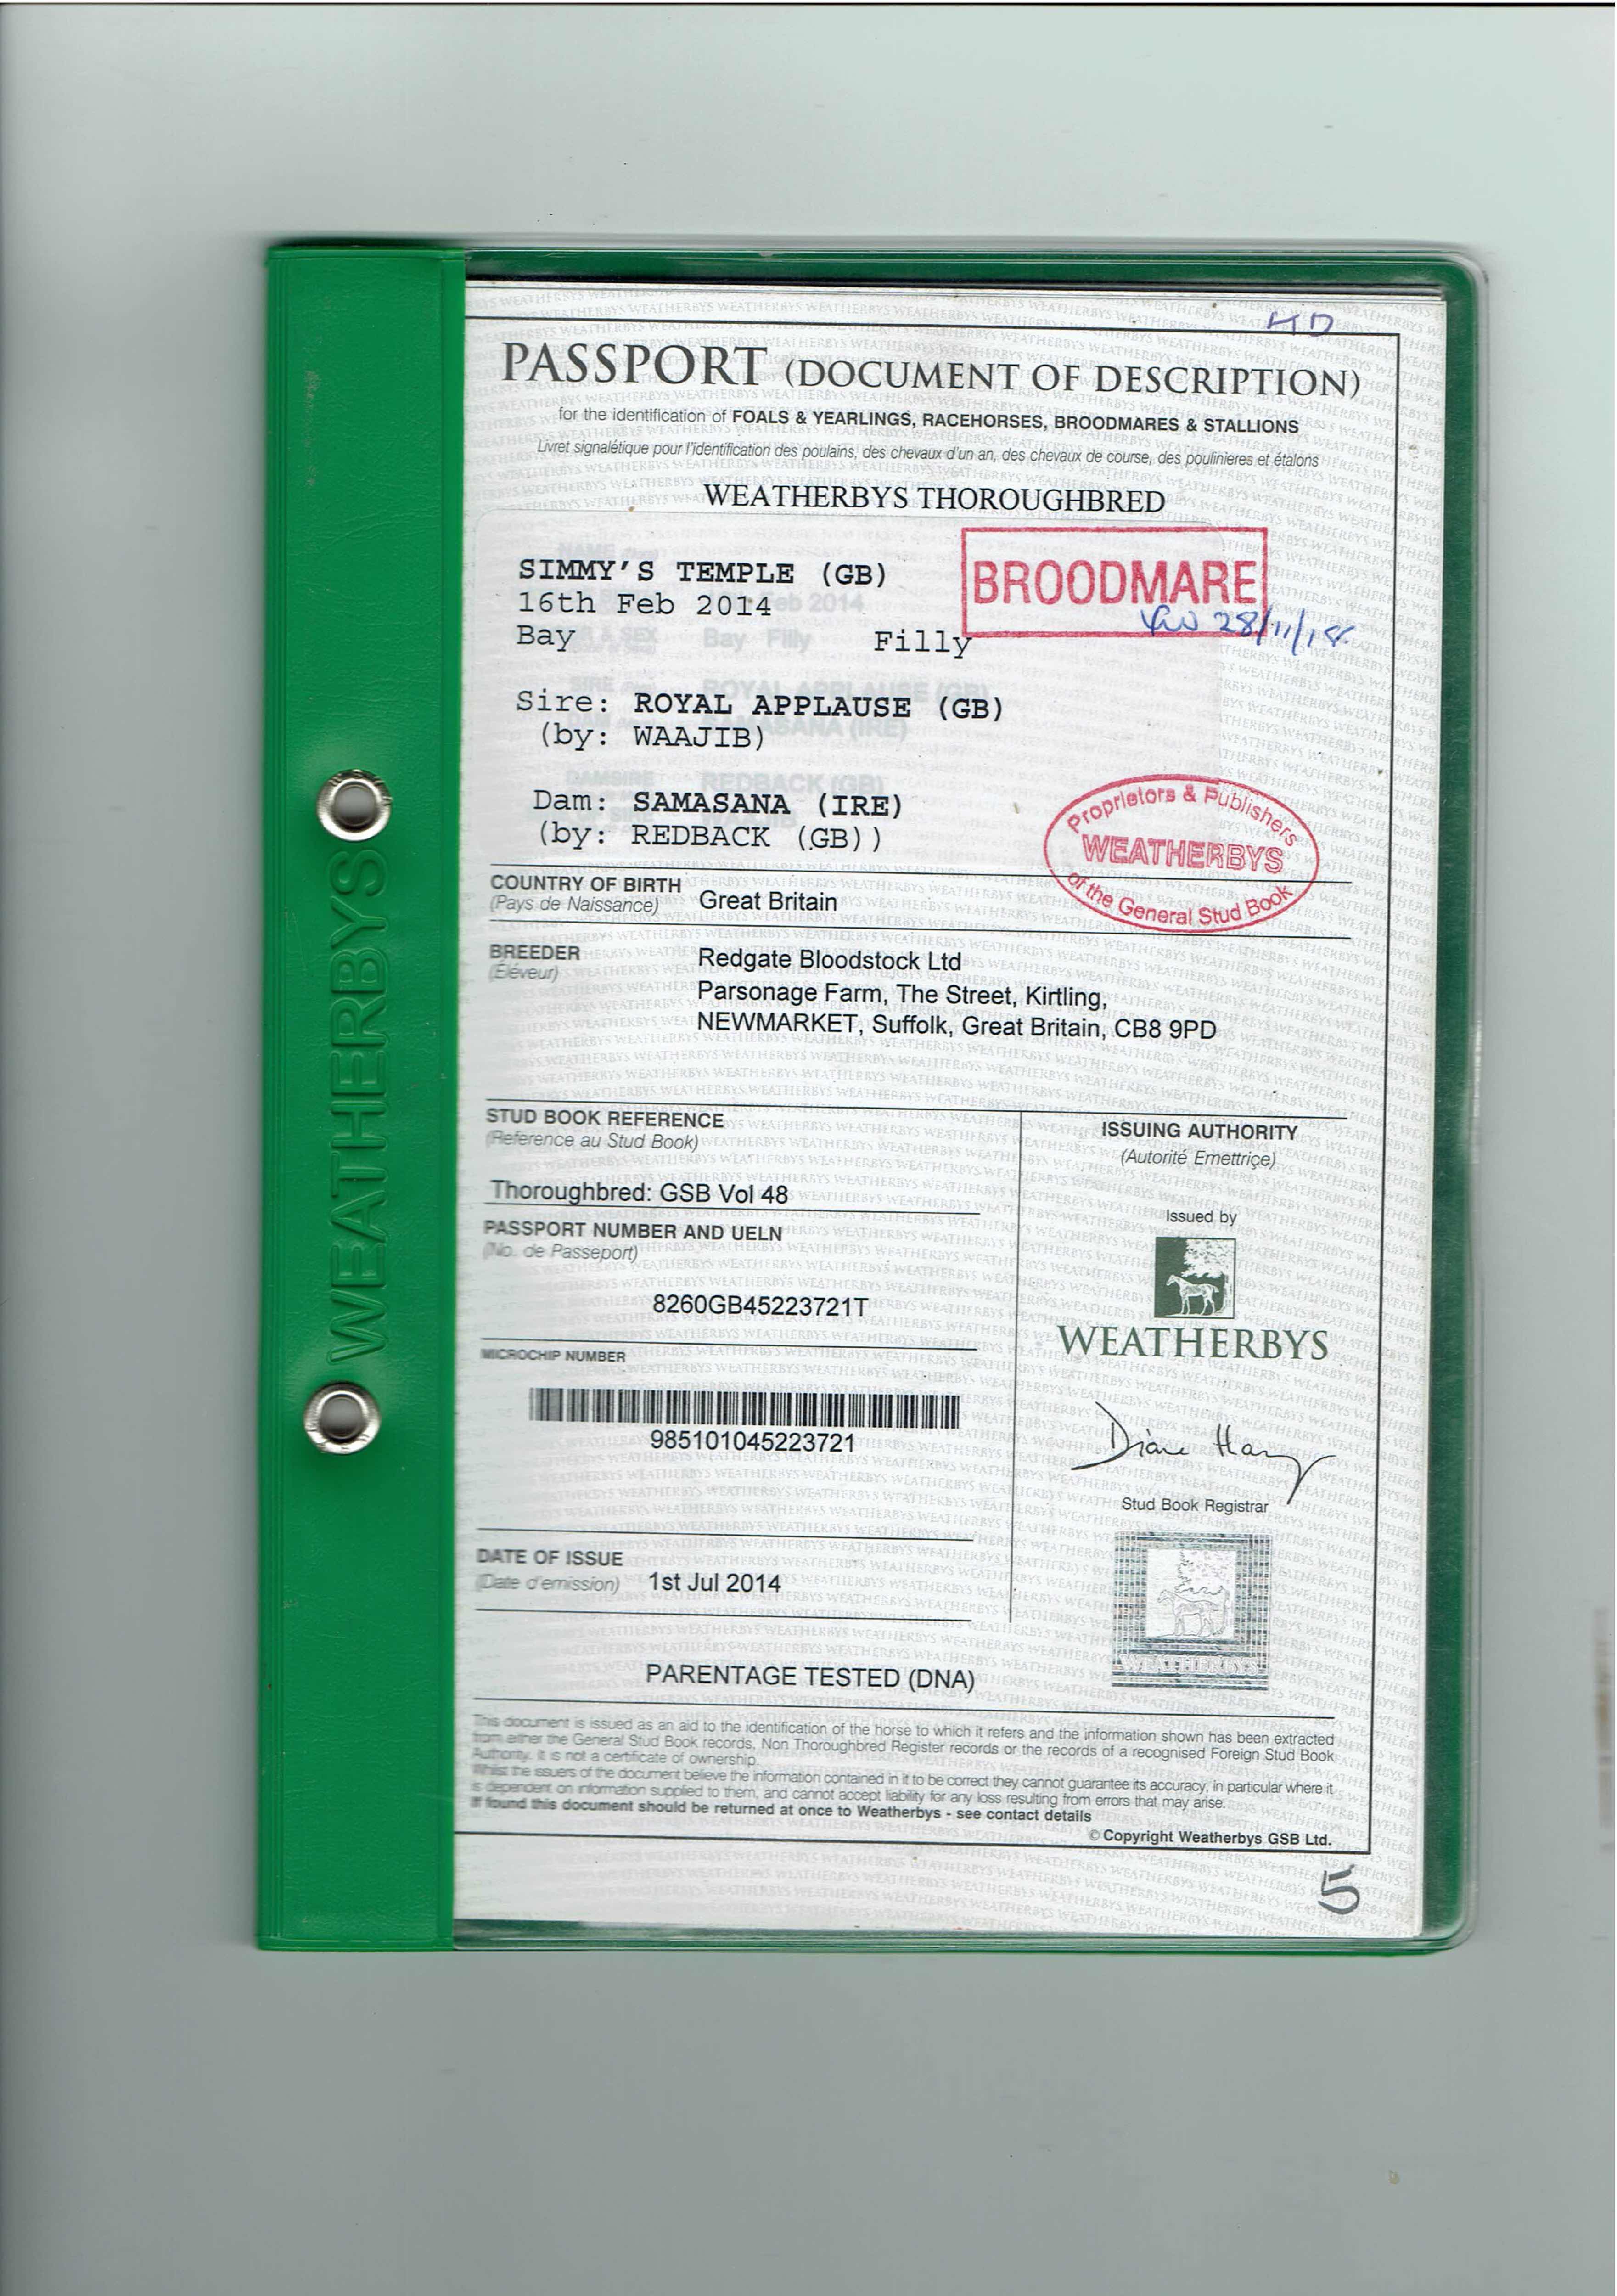 HD
PASSPORT (DOCUMENT OF DESCRIPTION)
for the identification of FOALS & YEARLINGS, RACEHORSES, BROODMARES & STALLIONS
Livret signalétique pour l'identification des poulains, des chevaux d'un an, des chevaux de course, des poulinieres et étalons
WEATHERBYS THOROUGHBRED
SIMMY'S TEMPLE (GB)
BROODMARE
16th Feb 2014
28/11/18
Bay Filly
Sire: ROYAL APPLAUSE (GB)
(by: WAAJIB)
Dam: SAMASANA (IRE)
(by: REDBACK (GB))
Proprietors & Publishers
WEATHERBYS
of the General Stud Book
COUNTRY OF BIRTH
(Pays de Naissance)
Great Britain
BREEDER
(Éleveur)
Redgate Bloodstock Ltd
Parsonage Farm, The Street, Kirtling,
NEWMARKET, Suffolk, Great Britain, CB8 9PD
STUD BOOK REFERENCE
(Reference au Stud Book)
Thoroughbred: GSB Vol 48
PASSPORT NUMBER AND UELN
(No. de Passeport)
8260GB45223721T
MICROCHIP NUMBER
985101045223721
DATE OF ISSUE
(Date d'emission)
1st Jul 2014
PARENTAGE TESTED (DNA)
ISSUING AUTHORITY
(Autorité Emettriçe)
Issued by
WEATHERBYS
Diane Han
Stud Book Registrar
WEATHERBYS
This document is issued as an aid to the identification of the horse to which it refers and the information shown has been extracted
from either the General Stud Book records, Non Thoroughbred Register records or the records of a recognised Foreign Stud Book
Authority. It is not a certificate of ownership.
Whilst the issuers of the document believe the information contained in it to be correct they cannot guarantee its accuracy, in particular where it
is dependent on information supplied to them, and cannot accept liability for any loss resulting from errors that may arise.
If found this document should be returned at once to Weatherbys - see contact details
© Copyright Weatherbys GSB Ltd.
5
WEATHERBYS